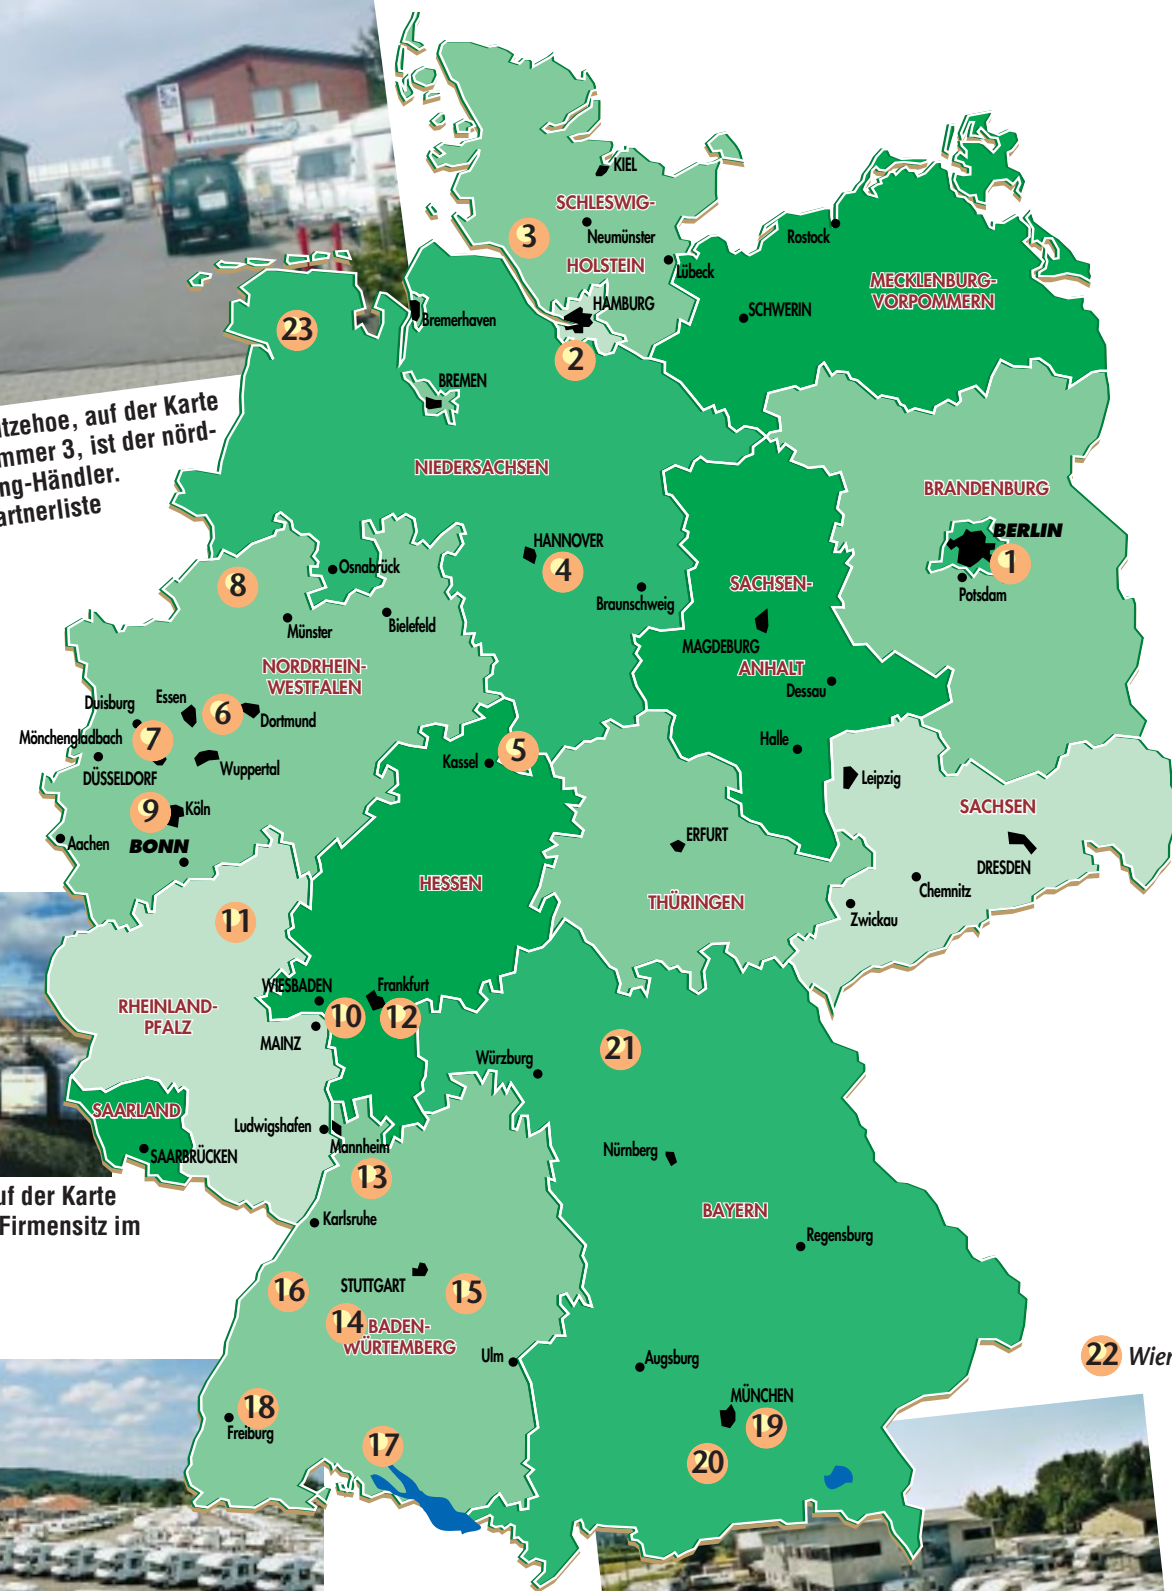 KIEL
SCHLESWIG-
Neumünster
3
HOLSTEIN
Lübeck
HAMBURG
2
Rostock
MECKLENBURG-
VORPOMMERN
SCHWERIN
23
Bremerhaven
BREMEN
tzehoe, auf der Karte
mmer 3, ist der nörd-
ng-Händler.
artnerliste
NIEDERSACHSEN
BRANDENBURG
BERLIN
1
Potsdam
HANNOVER
4
Braunschweig
Osnabrück
8
Münster
Bielefeld
SACHSEN-
MAGDEBURG
ANHALT
Dessau
Halle
NORDRHEIN-
WESTFALEN
Duisburg
Essen
6
Dortmund
Mönchengladbach
7
DÜSSELDORF
Wuppertal
Kassel
5
9
Köln
Aachen
BONN
Leipzig
SACHSEN
DRESDEN
Chemnitz
Zwickau
ERFURT
THÜRINGEN
HESSEN
11
WIESBADEN
Frankfurt
10
12
RHEINLAND-
PFALZ
MAINZ
21
Würzburg
SAARLAND
SAARBRÜCKEN
Ludwigshafen
Mannheim
13
Nürnberg
uf der Karte
Firmensitz im
Karlsruhe
BAYERN
Regensburg
16
STUTTGART
15
14
BADEN-
WÜRTEMBERG
Ulm
Augsburg
22 Wien
MÜNCHEN
19
18
Freiburg
17
20